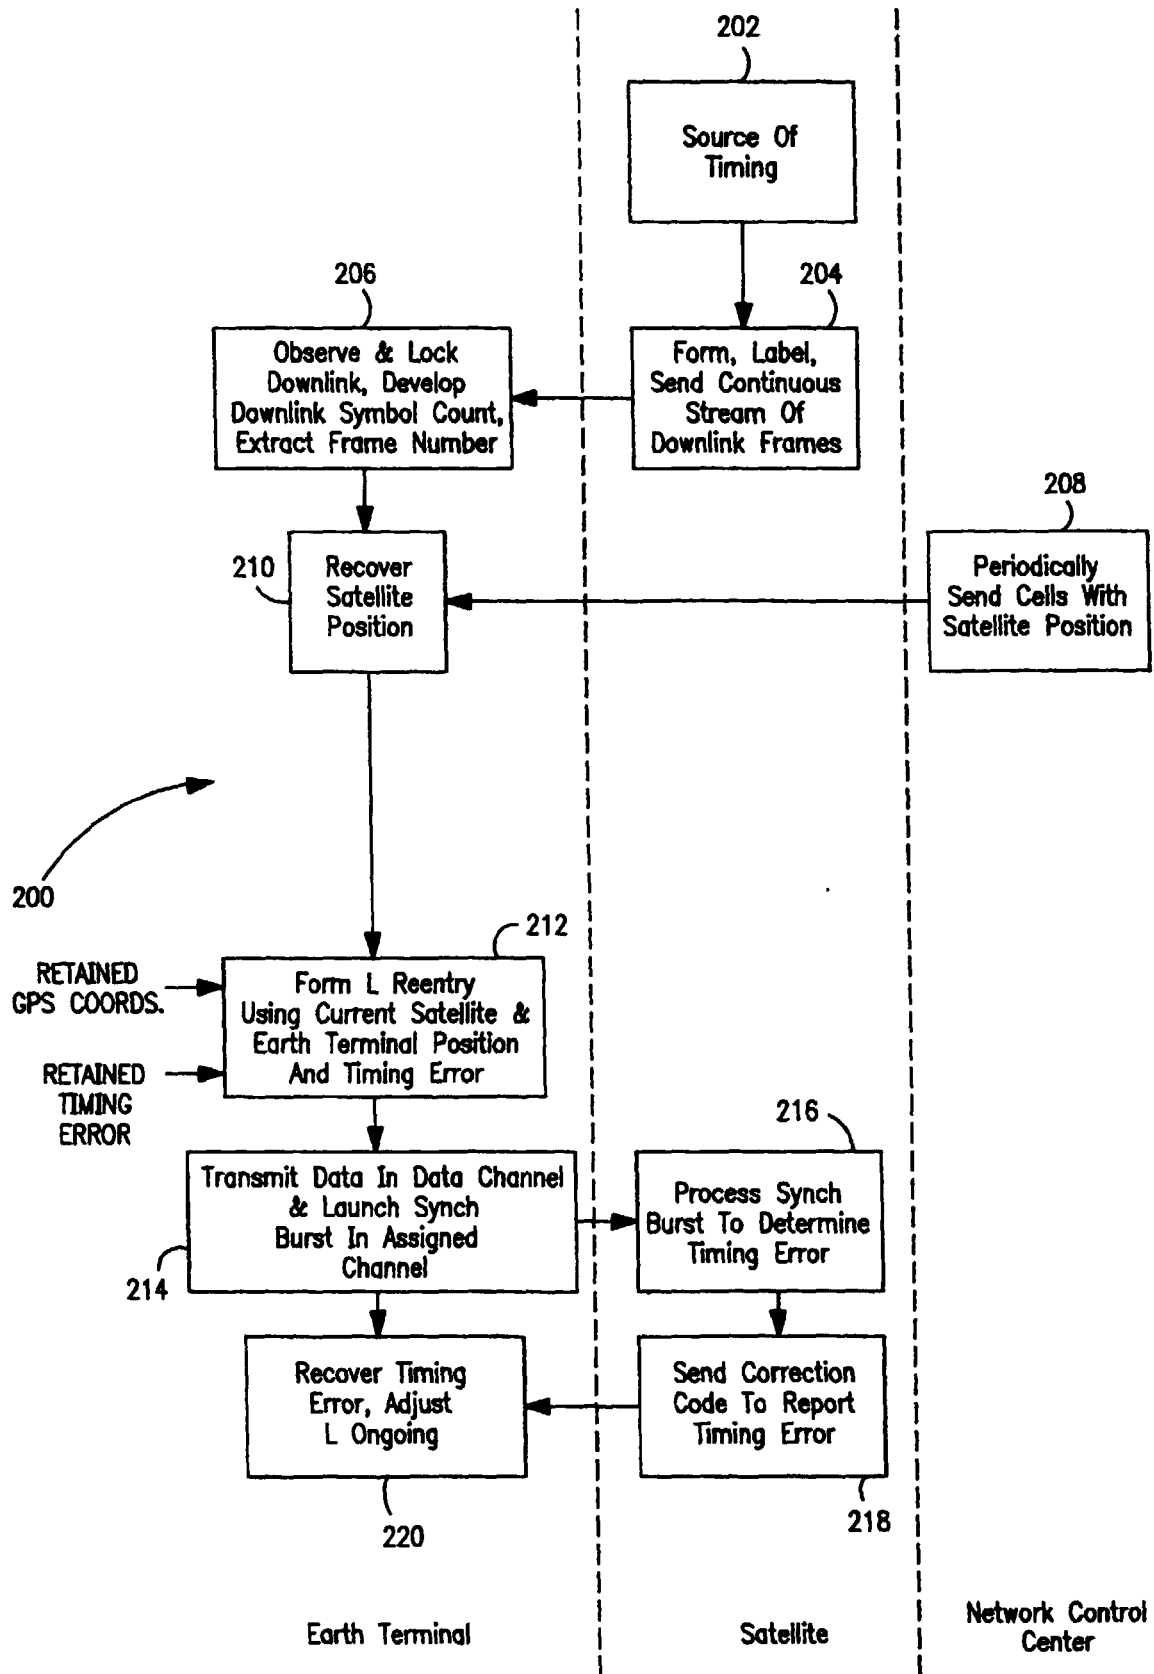 202
Source Of
Timing
206
204
Observe & Lock
Downlink, Develop
Downlink Symbol Count,
Extract Frame Number
Form, Label,
Send Continuous
Stream Of
Downlink Frames
208
210
Recover
Satellite
Position
Periodically
Send Cells With
Satellite Position
200
212
RETAINED
GPS COORDS.
RETAINED
TIMING
ERROR
Form L Reentry
Using Current Satellite &
Earth Terminal Position
And Timing Error
216
Transmit Data In Data Channel
& Launch Synch
Burst In Assigned
Channel
214
Process Synch
Burst To Determine
Timing Error
Recover Timing
Error, Adjust
L Ongoing
Send Correction
Code To Report
Timing Error
220
218
Earth Terminal
Satellite
Network Control
Center